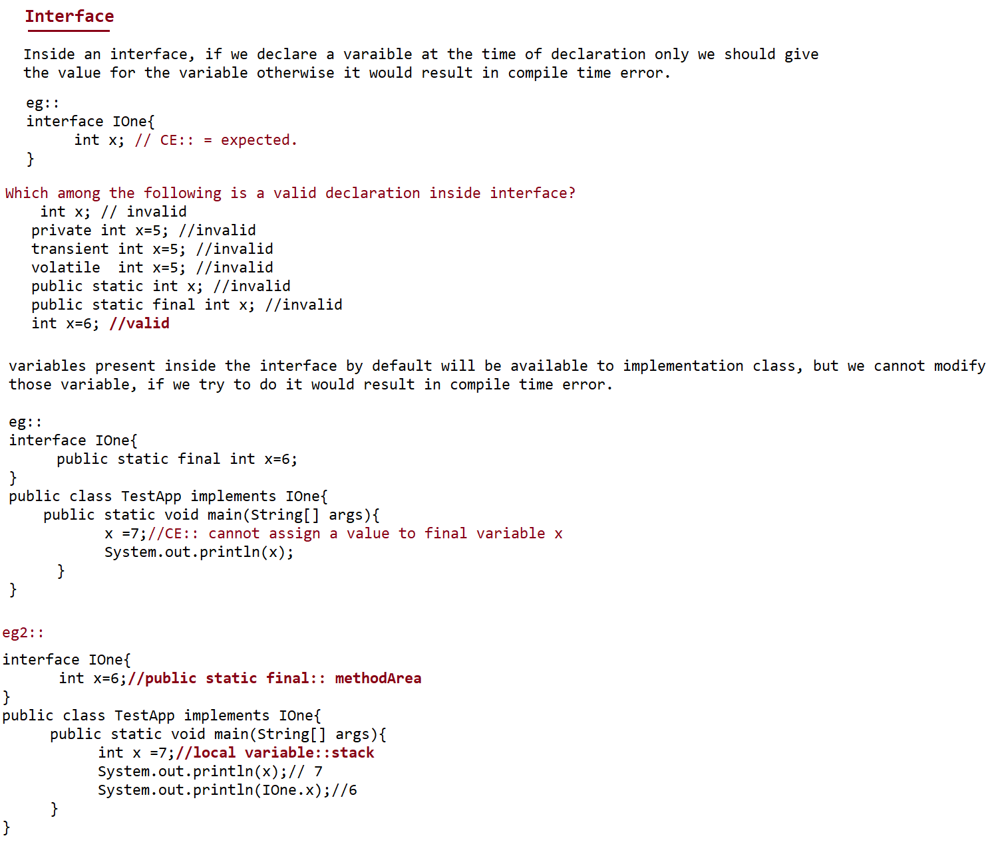 Interface
Inside an interface, if we declare a varaible at the time of declaration only we should give
the value for the variable otherwise it would result in compile time error.
eg::
interface IOne{
int x; // CE:: = expected.
}
Which among the following is a valid declaration inside interface?
int x; // invalid
private int x=5; //invalid
transient int x=5; //invalid
volatile  int x=5; //invalid
public static int x; //invalid
public static final int x; //invalid
int x=6; //valid
variables present inside the interface by default will be available to implementation class, but we cannot modify
those variable, if we try to do it would result in compile time error.
eg::
interface IOne{
public static final int x=6;
}
public class TestApp implements IOne{
public static void main(String[] args){
x =7;//CE:: cannot assign a value to final variable x
System.out.println(x);
}
}
eg2::
interface IOne{
int x=6;//public static final:: methodArea
}
public class TestApp implements IOne{
public static void main(String[] args){
int x =7;//local variable::stack
System.out.println(x);// 7
System.out.println(IOne.x);//6
}
}